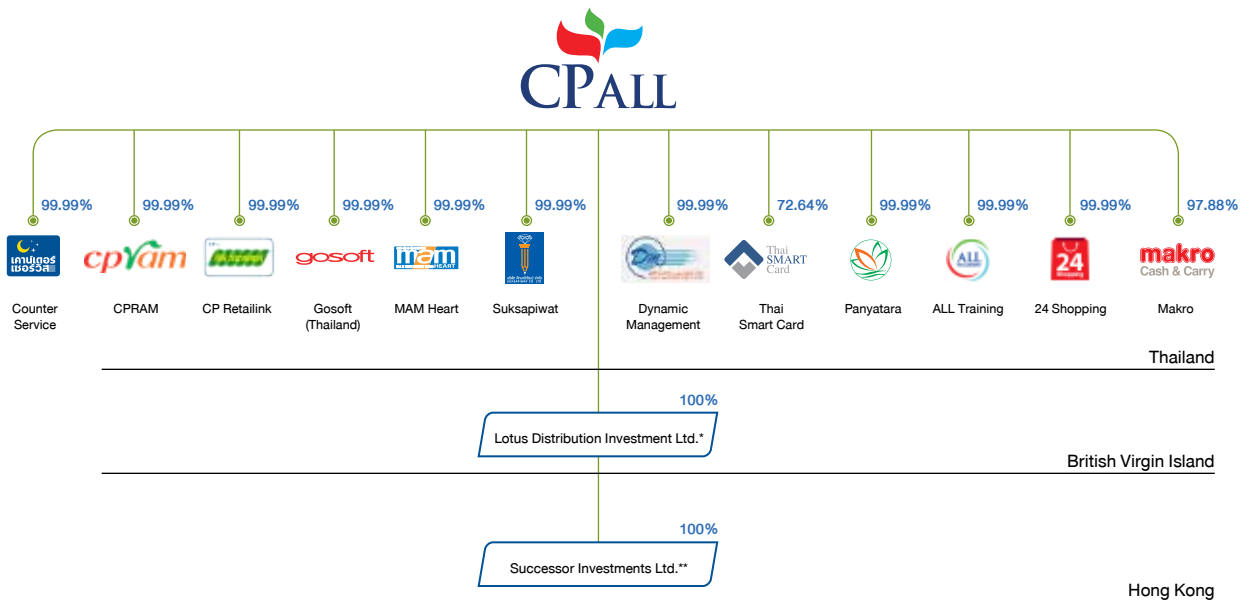 CPALL
99.99%
99.99%
99.99%
99.99%
99.99%
99.99%
99.99%
72.64%
99.99%
99.99%
99.99%
97.88%
เคาน์เตอร์
เซอร์วิส
cpram
gosoft
mam
HEART
Thai
SMART
Card
ALL
24
Shopping
makro
Cash & Carry
Counter
Service
CPRAM
CP Retailink
Gosoft
(Thailand)
MAM Heart
Suksapiwat
Dynamic
Management
Thai
Smart Card
Panyatara
ALL Training
24 Shopping
Makro
Thailand
100%
Lotus Distribution Investment Ltd.*
British Virgin Island
100%
Successor Investments Ltd.**
Hong Kong